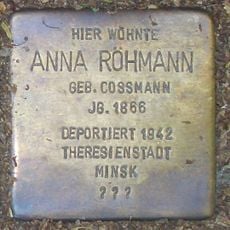 HIER WOHNTE
ANNA RÖHMANN
GEB. COSSMANN
JG. 1866
DEPORTIERT 1942
THERESIENSTADT
MINSK
? ? ?